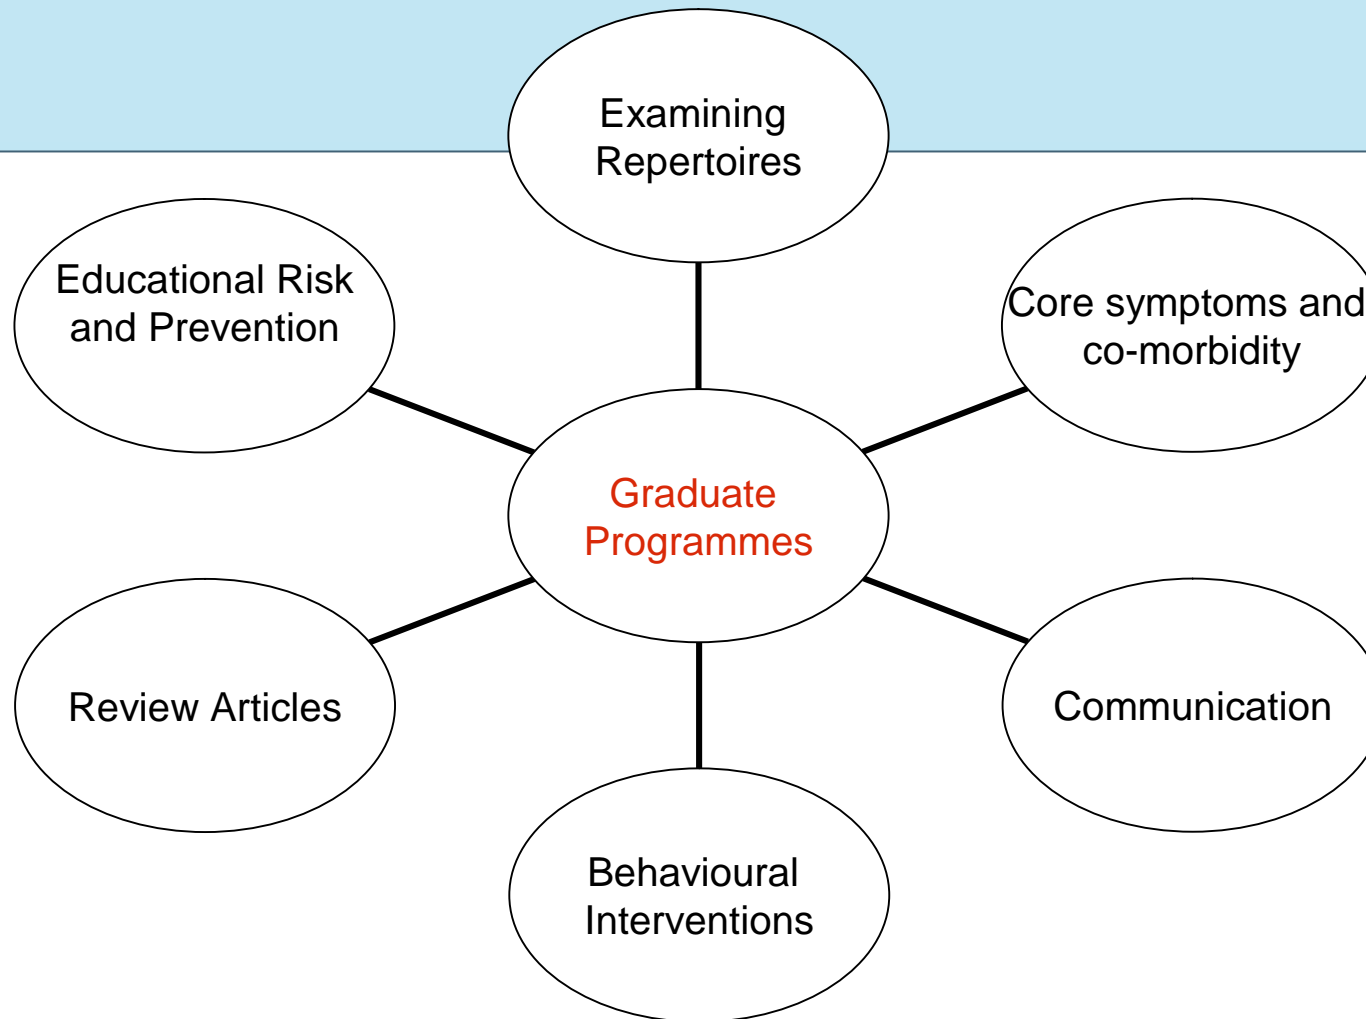 Examining
Repertoires
Educational Risk
and Prevention
Core symptoms and
co-morbidity
Graduate
Programmes
Review Articles
Communication
Behavioural
Interventions